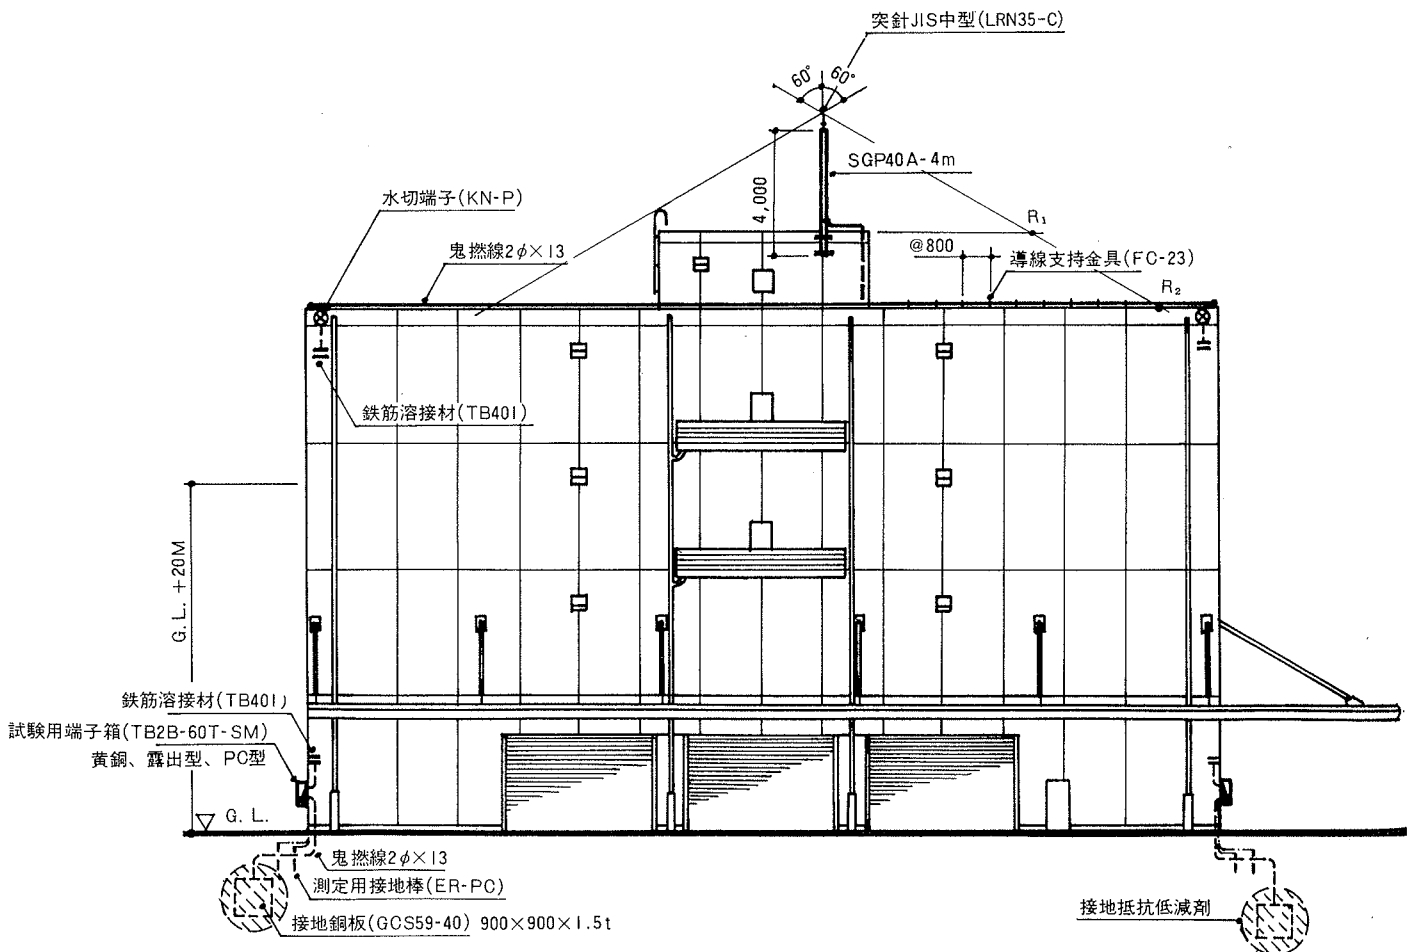 突針JIS中型(LRN35-C)
60° 60°
SGP40A-4m
4,000
水切端子(KN-P)
R₁
鬼撚線2φ×13
@800
導線支持金具(FC-23)
R₂
鉄筋溶接材(TB401)
G.L. +20M
鉄筋溶接材(TB401)
試験用端子箱(TB2B-60T-SM)
黄銅、露出型、PC型
G.L.
鬼撚線2φ×13
測定用接地棒(ER-PC)
接地銅板(GCS59-40) 900×900×1.5t
接地抵抗低減剤